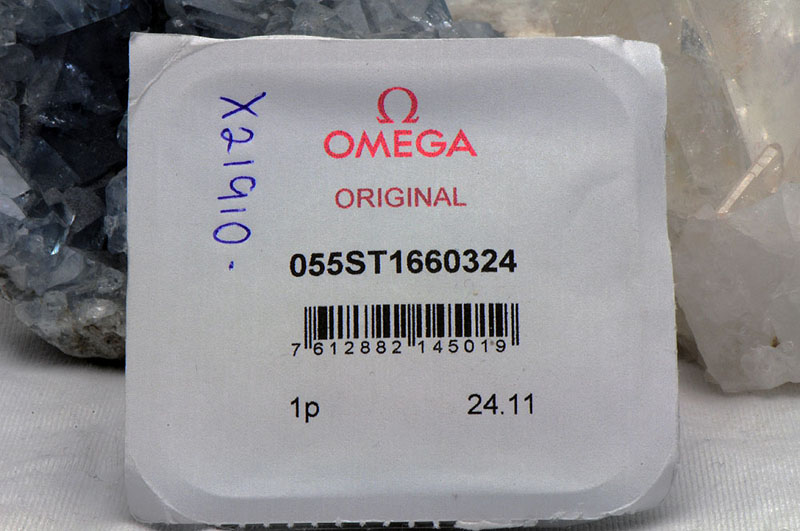 Ω
OMEGA
ORIGINAL
055ST1660324
7 612882 145019
1p 24.11
X21910.